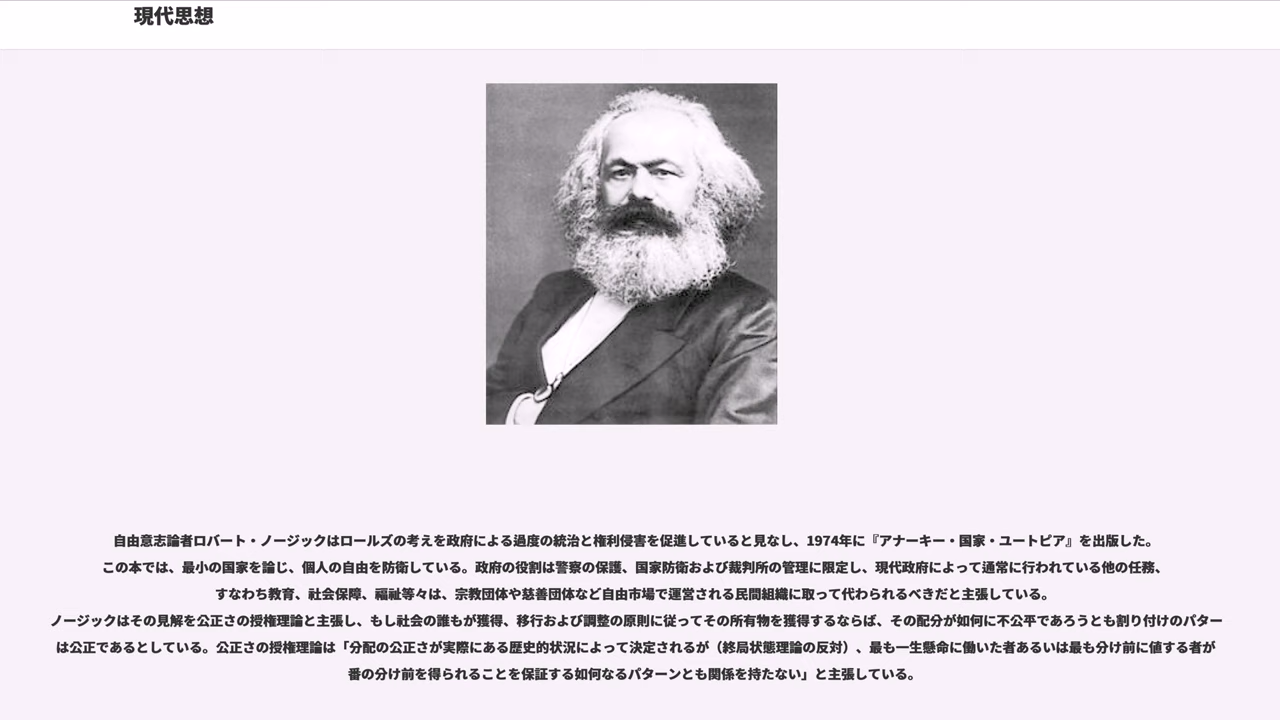 現代思想
自由意志論者ロバート・ノージックはロールズの考えを政府による過度の統治と権利侵害を促進していると見なし、1974年に『アナーキー・国家・ユートピア』を出版した。
この本では、最小の国家を論じ、個人の自由を防衛している。政府の役割は警察の保護、国家防衛および裁判所の管理に限定し、現代政府によって通常に行われている他の任務、
すなわち教育、社会保障、福祉等々は、宗教団体や慈善団体など自由市場で運営される民間組織に取って代わられるべきだと主張している。
ノージックはその見解を公正さの授権理論と主張し、もし社会の誰もが獲得、移行および調整の原則に従ってその所有物を獲得するならば、その配分が如何に不公平であろうとも割り付けのパター
は公正であるとしている。公正さの授権理論は「分配の公正さが実際にある歴史的状況によって決定されるが（終局状態理論の反対）、最も一生懸命に働いた者あるいは最も分け前に値する者が
番の分け前を得られることを保証する如何なるパターンとも関係を持たない」と主張している。